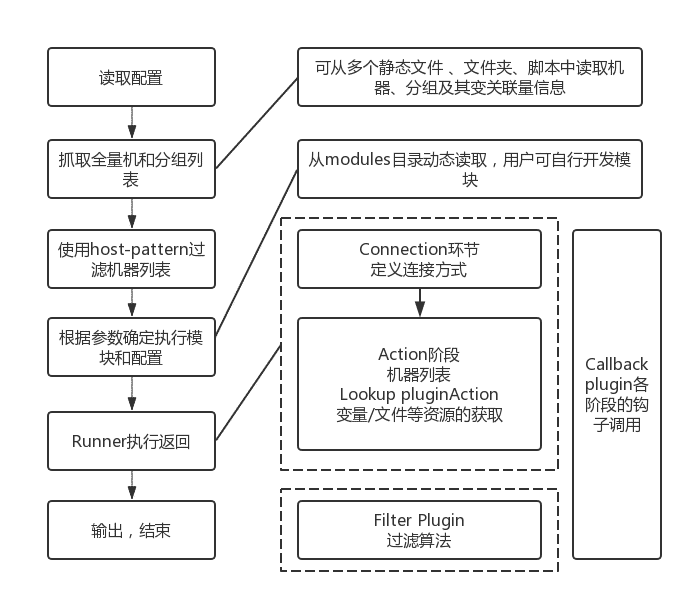 读取配置
抓取全量机和分组列
表
使用host-pattern过
滤机器列表
根据参数确定执行模
块和配置
Runner执行返回
输出，结束
可从多个静态文件 、文件夹、脚本中读取机
器、分组及其变关联量信息
从modules目录动态读取，用户可自行开发模
块
Connection环节
定义连接方式
Action阶段
机器列表
Lookup pluginAction
变量/文件等资源的获取
Filter Plugin
过滤算法
Callback
plugin各
阶段的钩
子调用